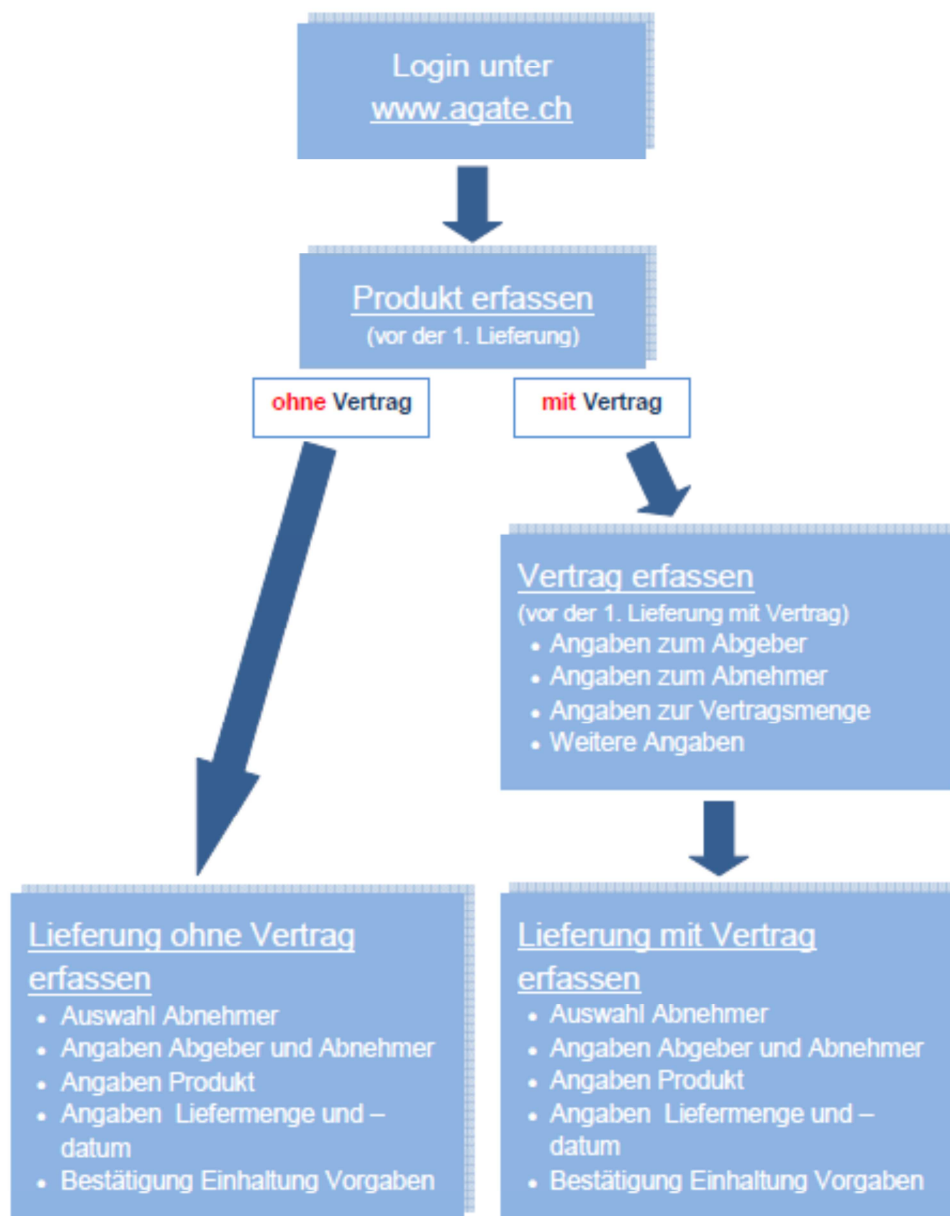 Login unter
www.agate.ch
Produkt erfassen
(vor der 1. Lieferung)
ohne Vertrag
mit Vertrag
Vertrag erfassen
(vor der 1. Lieferung mit Vertrag)
• Angaben zum Abgeber
• Angaben zum Abnehmer
• Angaben zur Vertragsmenge
• Weitere Angaben
Lieferung ohne Vertrag
erfassen
• Auswahl Abnehmer
• Angaben Abgeber und Abnehmer
• Angaben Produkt
• Angaben Liefermenge und –
datum
• Bestätigung Einhaltung Vorgaben
Lieferung mit Vertrag
erfassen
• Auswahl Abnehmer
• Angaben Abgeber und Abnehmer
• Angaben Produkt
• Angaben Liefermenge und –
datum
• Bestätigung Einhaltung Vorgaben